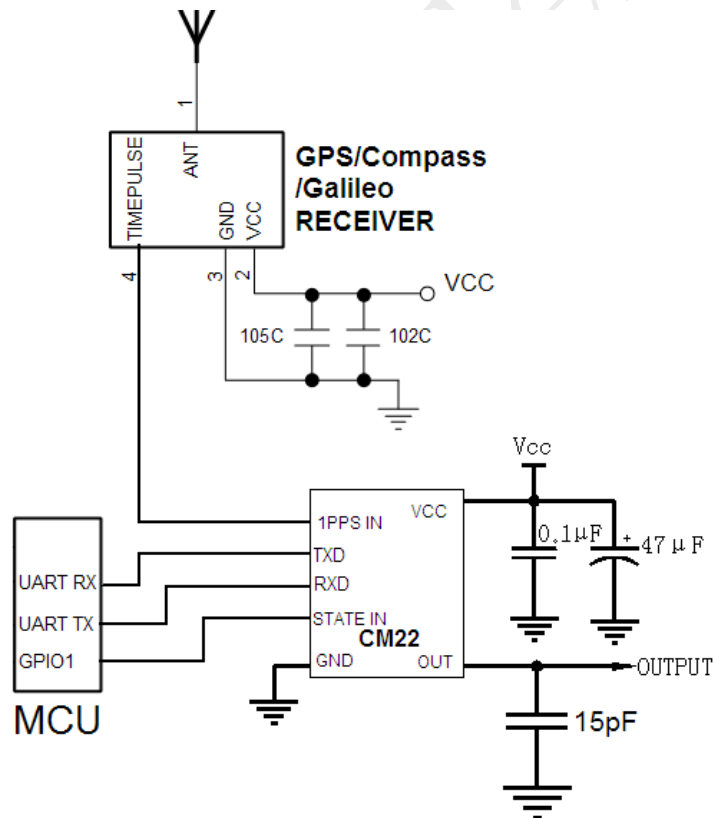 1
TIMEPULSE
ANT
GND
VCC
GPS/Compass
/Galileo
RECEIVER
4
3
2
VCC
105C
102C
Vcc
1PPS IN
VCC
0.1μF
+
47μF
TXD
UART RX
RXD
UART TX
STATE IN
CM22
GPIO1
GND
OUT
OUTPUT
MCU
15pF